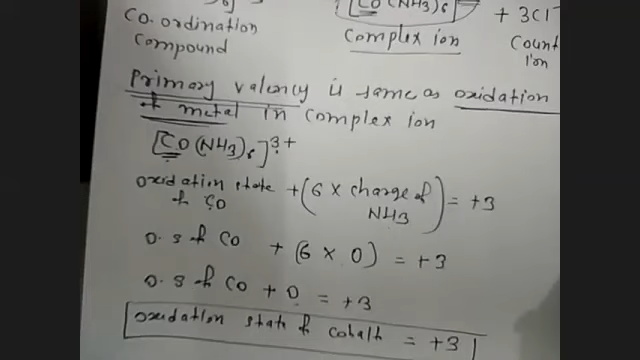 [CO(NH3)6] + 3Cl
CO-ordination
compound
complex ion
Count
ion
Primary valency is same as oxidation
of metal in complex ion
[CO(NH3)6]3+
oxidation state of CO + (6 x charge of NH3) = +3
O.S of CO + (6 x 0) = +3
O.S of CO + 0 = +3
oxidation state of cobalt = +3